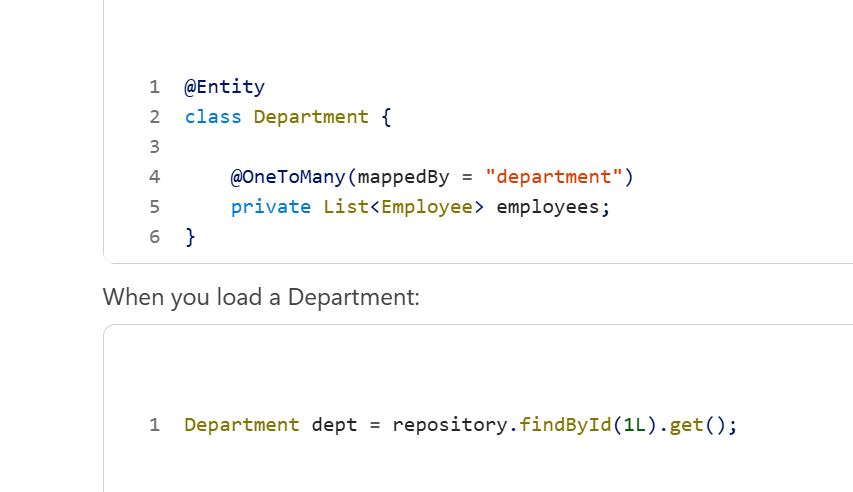 1 @Entity
2 class Department {
3
4 @OneToMany(mappedBy = "department")
5 private List<Employee> employees;
6 }
When you load a Department:
1 Department dept = repository.findById(1L).get();